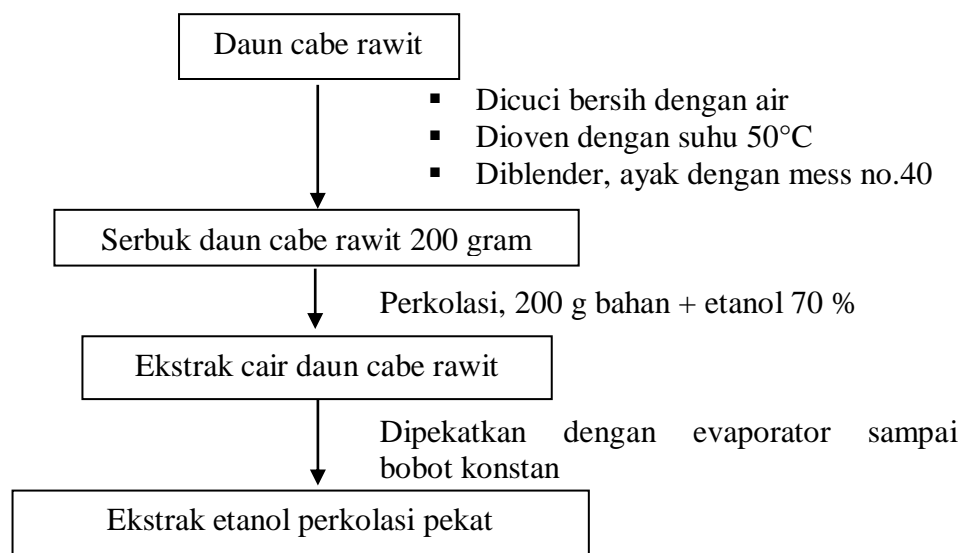 Daun cabe rawit
▪ Dicuci bersih dengan air
▪ Dioven dengan suhu 50°C
▪ Diblender, ayak dengan mess no.40
Serbuk daun cabe rawit 200 gram
Perkolasi, 200 g bahan + etanol 70 %
Ekstrak cair daun cabe rawit
Dipekatkan dengan evaporator sampai
bobot konstan
Ekstrak etanol perkolasi pekat